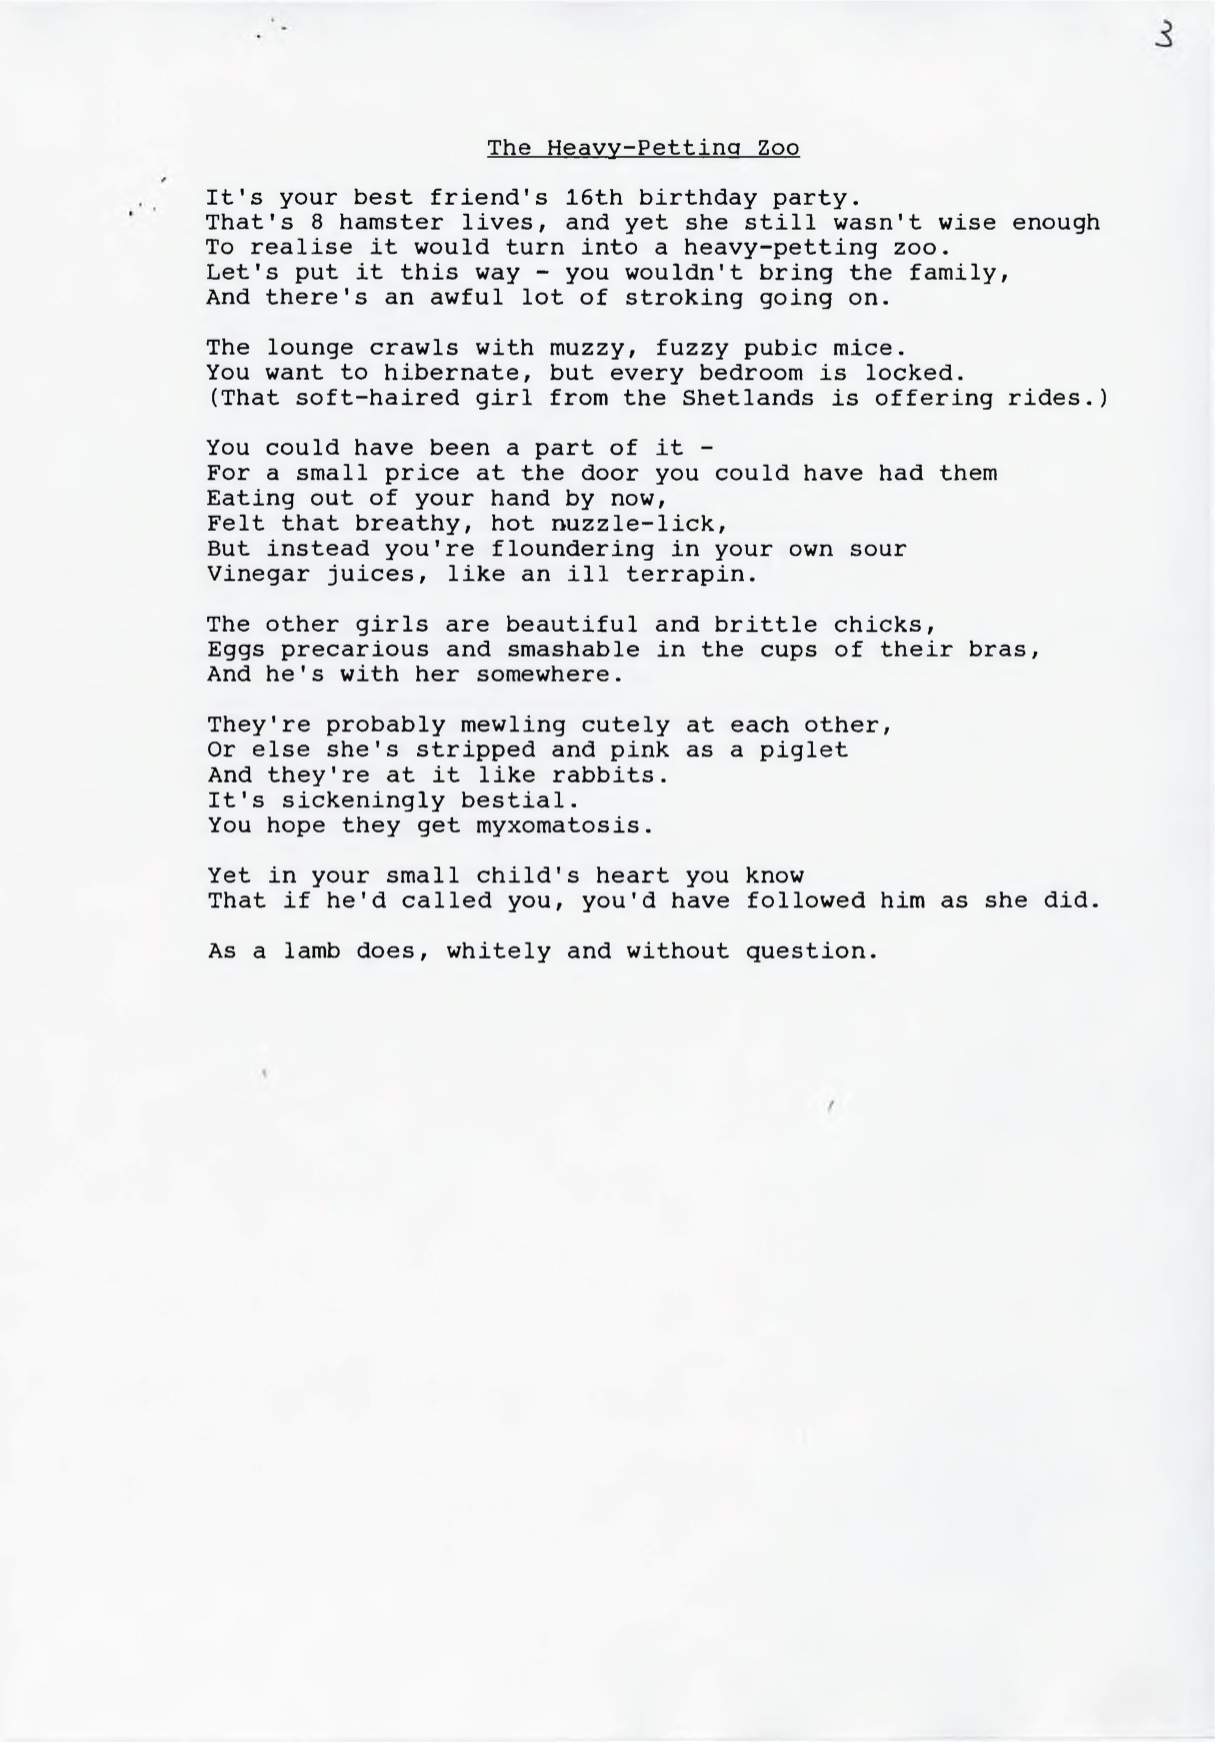 3
The Heavy-Petting Zoo
It's your best friend's 16th birthday party.
That's 8 hamster lives, and yet she still wasn't wise enough
To realise it would turn into a heavy-petting zoo.
Let's put it this way - you wouldn't bring the family,
And there's an awful lot of stroking going on.
The lounge crawls with muzzy, fuzzy pubic mice.
You want to hibernate, but every bedroom is locked.
(That soft-haired girl from the Shetlands is offering rides.)
You could have been a part of it -
For a small price at the door you could have had them
Eating out of your hand by now,
Felt that breathy, hot nuzzle-lick,
But instead you're floundering in your own sour
Vinegar juices, like an ill terrapin.
The other girls are beautiful and brittle chicks,
Eggs precarious and smashable in the cups of their bras,
And he's with her somewhere.
They're probably mewling cutely at each other,
Or else she's stripped and pink as a piglet
And they're at it like rabbits.
It's sickeningly bestial.
You hope they get myxomatosis.
Yet in your small child's heart you know
That if he'd called you, you'd have followed him as she did.
As a lamb does, whitely and without question.